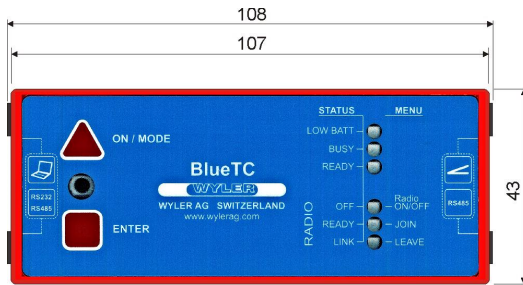 108
107
43
STATUS MENU
LOW BATT
BUSY
READY
ON / MODE
BlueTC
WYLER
WYLER AG SWITZERLAND
www.wylerag.com
ENTER
RS232
RS485
RADIO
OFF Radio ON/OFF
READY JOIN
LINK LEAVE
RS485